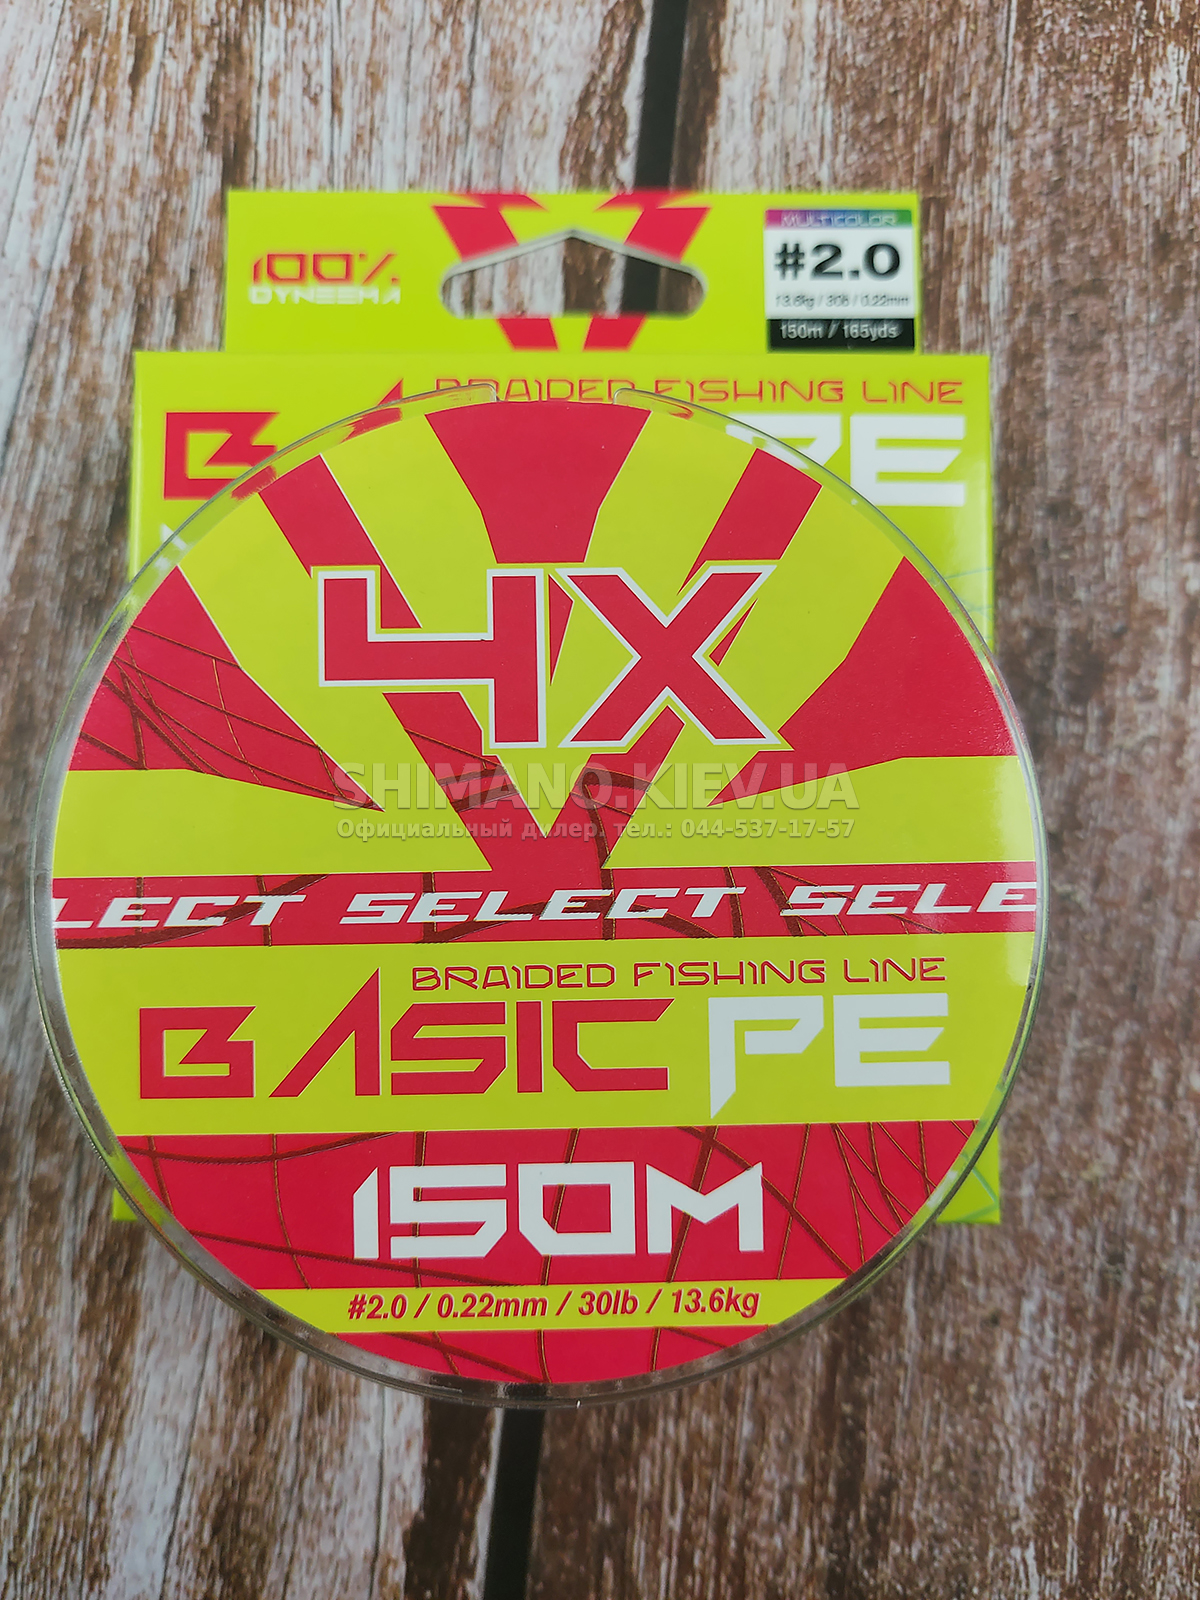 100%
DYNEEMA
MULTICOLOR
#2.0
13.6kg / 30lb / 0.22mm
150m / 165yds
BRAIDED FISHING LINE
PE
4X
SHIMANO.KIEV.UA
Официальный дилер. тел.: 044-537-17-57
LECT SELECT SELE
BRAIDED FISHING LINE
BASIC PE
150M
#2.0 / 0.22mm / 30lb / 13.6kg